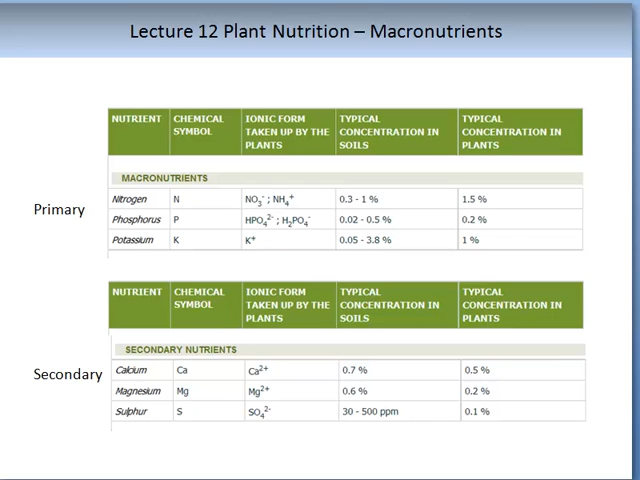 Lecture 12 Plant Nutrition – Macronutrients
NUTRIENT CHEMICAL SYMBOL IONIC FORM TAKEN UP BY THE PLANTS TYPICAL CONCENTRATION IN SOILS TYPICAL CONCENTRATION IN PLANTS
MACRONUTRIENTS
Primary
Nitrogen N NO₃⁻ ; NH₄⁺ 0.3 - 1 % 1.5 %
Phosphorus P HPO₄²⁻ ; H₂PO₄⁻ 0.02 - 0.5 % 0.2 %
Potassium K K⁺ 0.05 - 3.8 % 1 %
NUTRIENT CHEMICAL SYMBOL IONIC FORM TAKEN UP BY THE PLANTS TYPICAL CONCENTRATION IN SOILS TYPICAL CONCENTRATION IN PLANTS
SECONDARY NUTRIENTS
Secondary
Calcium Ca Ca²⁺ 0.7 % 0.5 %
Magnesium Mg Mg²⁺ 0.6 % 0.2 %
Sulphur S SO₄²⁻ 30 - 500 ppm 0.1 %